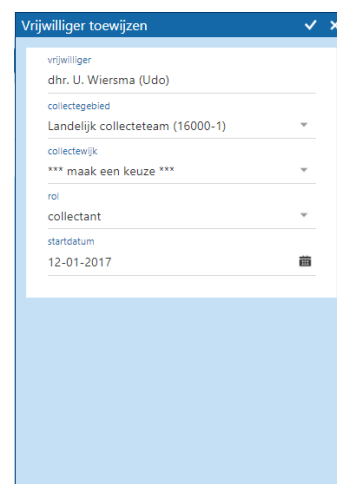 Vrijwilliger toewijzen
vrijwilliger
dhr. U. Wiersma (Udo)
collectegebied
Landelijk collecteteam (16000-1)
collectewijk
*** maak een keuze ***
rol
collectant
startdatum
12-01-2017